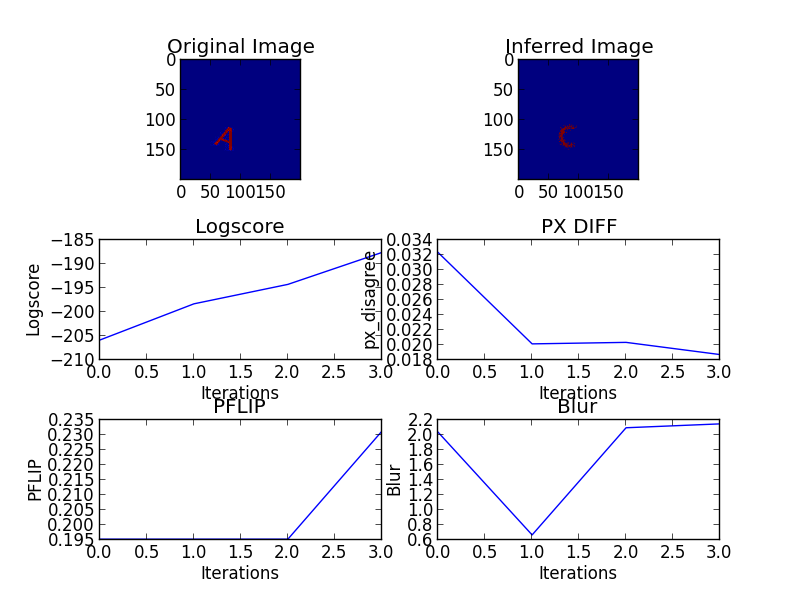 Original Image
Inferred Image
0
50
100
150
0 50 100 150
A
0
50
100
150
0 50 100 150
C
Logscore
PX DIFF
−185
−190
−195
−200
−205
−210
Logscore
0.0 0.5 1.0 1.5 2.0 2.5 3.0
Iterations
0.034
0.032
0.030
0.028
0.026
0.024
0.022
0.020
0.018
px_disagree
0.0 0.5 1.0 1.5 2.0 2.5 3.0
Iterations
PFLIP
Blur
0.235
0.230
0.225
0.220
0.215
0.210
0.205
0.200
0.195
PFLIP
0.0 0.5 1.0 1.5 2.0 2.5 3.0
Iterations
2.2
2.0
1.8
1.6
1.4
1.2
1.0
0.8
0.6
Blur
0.0 0.5 1.0 1.5 2.0 2.5 3.0
Iterations